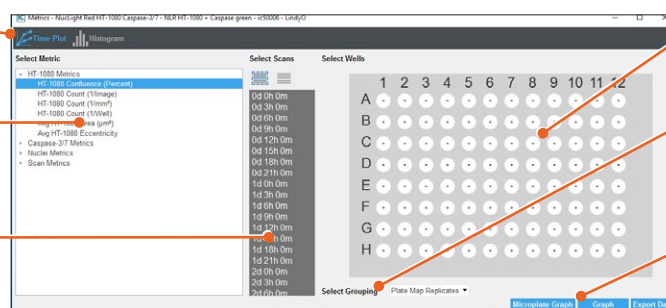 Metrics - NucLight Red HT-1080 Caspase-3/7 - NLR HT-1080 + Caspase green - ic50006 - LindyO
Time Plot Histogram
Select Metric
HT-1080 Metrics
HT-1080 Confluence (Percent)
HT-1080 Count (1/Image)
HT-1080 Count (1/mm²)
HT-1080 Count (1/Well)
(µm²)
Avg HT-1080 Eccentricity
Caspase-3/7 Metrics
Nuclei Metrics
Scan Metrics
Select Scans
0d 0h 0m
0d 3h 0m
0d 6h 0m
0d 9h 0m
0d 12h 0m
0d 15h 0m
0d 18h 0m
0d 21h 0m
1d 0h 0m
1d 3h 0m
1d 6h 0m
1d 9h 0m
1d 12h 0m
1d 0m
1d 18h 0m
1d 21h 0m
2d 0h 0m
2d 3h 0m
2d 6h 0m
Select Wells
1 2 3 4 5 6 7 8 9 10 11 12
A
B
C
D
E
F
G
H
Select Grouping Plate Map Replicates
Microplate Graph Graph Export